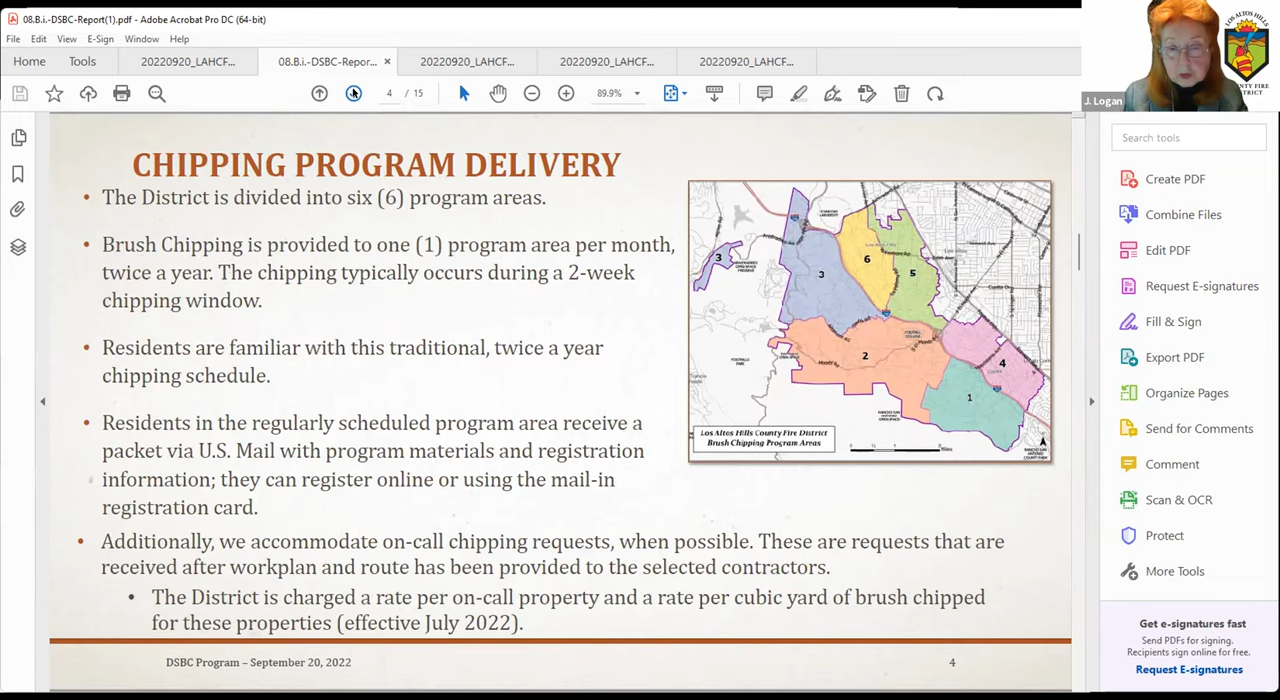 08.B.i.-DSBC-Report(1).pdf - Adobe Acrobat Pro DC (64-bit)
File Edit View E-Sign Window Help
Home Tools 20220920_LAHCF... 08.B.i.-DSBC-Repor... × 20220920_LAHCF... 20220920_LAHCF... 20220920_LAHCF...
4 / 15 89.9%
LOS ALTOS HILLS
J. Logan
CHIPPING PROGRAM DELIVERY
• The District is divided into six (6) program areas.
• Brush Chipping is provided to one (1) program area per month,
twice a year. The chipping typically occurs during a 2-week
chipping window.
• Residents are familiar with this traditional, twice a year
chipping schedule.
• Residents in the regularly scheduled program area receive a
packet via U.S. Mail with program materials and registration
information; they can register online or using the mail-in
registration card.
• Additionally, we accommodate on-call chipping requests, when possible. These are requests that are
received after workplan and route has been provided to the selected contractors.
• The District is charged a rate per on-call property and a rate per cubic yard of brush chipped
for these properties (effective July 2022).
DSBC Program – September 20, 2022 4
3
3
6
5
2
4
1
Los Altos Hills County Fire District
Brush Chipping Program Areas
Miles
Search tools
Create PDF
Combine Files
Edit PDF
Request E-signatures
Fill & Sign
Export PDF
Organize Pages
Send for Comments
Comment
Scan & OCR
Protect
More Tools
Get e-signatures fast
Send PDFs for signing.
Recipients sign online for free.
Request E-signatures